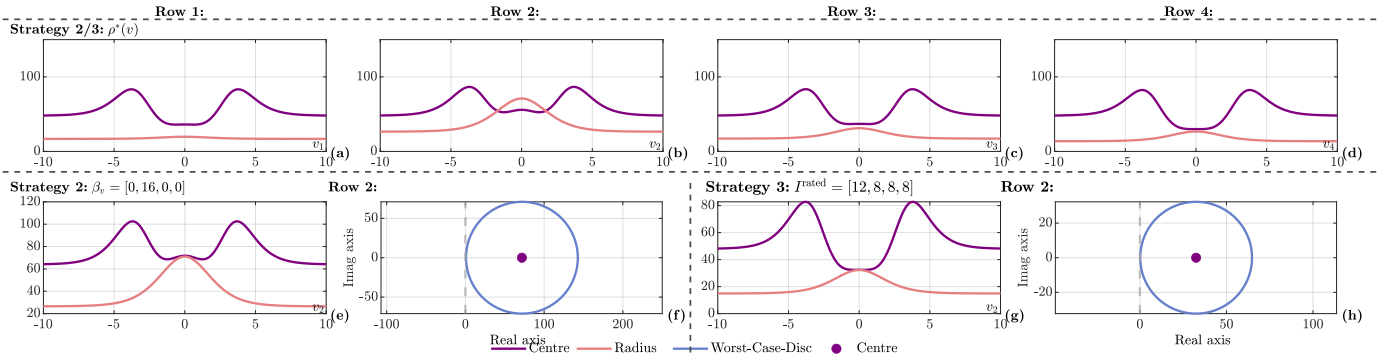 Row 1: Row 2: Row 3: Row 4:
Strategy 2/3: ρ*(v)
100
0
-10 -5 0 5 10
v₁
(a)
100
0
-10 -5 0 5 10
v₂
(b)
100
0
-10 -5 0 5 10
v₃
(c)
100
0
-10 -5 0 5 10
v₄
(d)
Strategy 2: βᵥ = [0, 16, 0, 0]
Row 2:
Strategy 3: I^rated = [12, 8, 8, 8]
Row 2:
120
100
80
60
40
20
-10 -5 0 5 10
v₂
(e)
Imag axis
50
0
-50
-100 0 100 200
Real axis
(f)
80
60
40
20
0
-10 -5 0 5 10
v₂
(g)
Imag axis
20
0
-20
0 50 100
Real axis
(h)
Centre Radius Worst-Case-Disc Centre